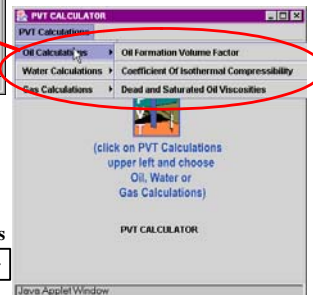 PVT CALCULATOR
PVT Calculations
Oil Calculations
Oil Formation Volume Factor
Water Calculations
Coefficient Of Isothermal Compressibility
Gas Calculations
Dead and Saturated Oil Viscosities
(click on PVT Calculations
upper left and choose
Oil, Water or
Gas Calculations)
PVT CALCULATOR
s
Java Applet Window